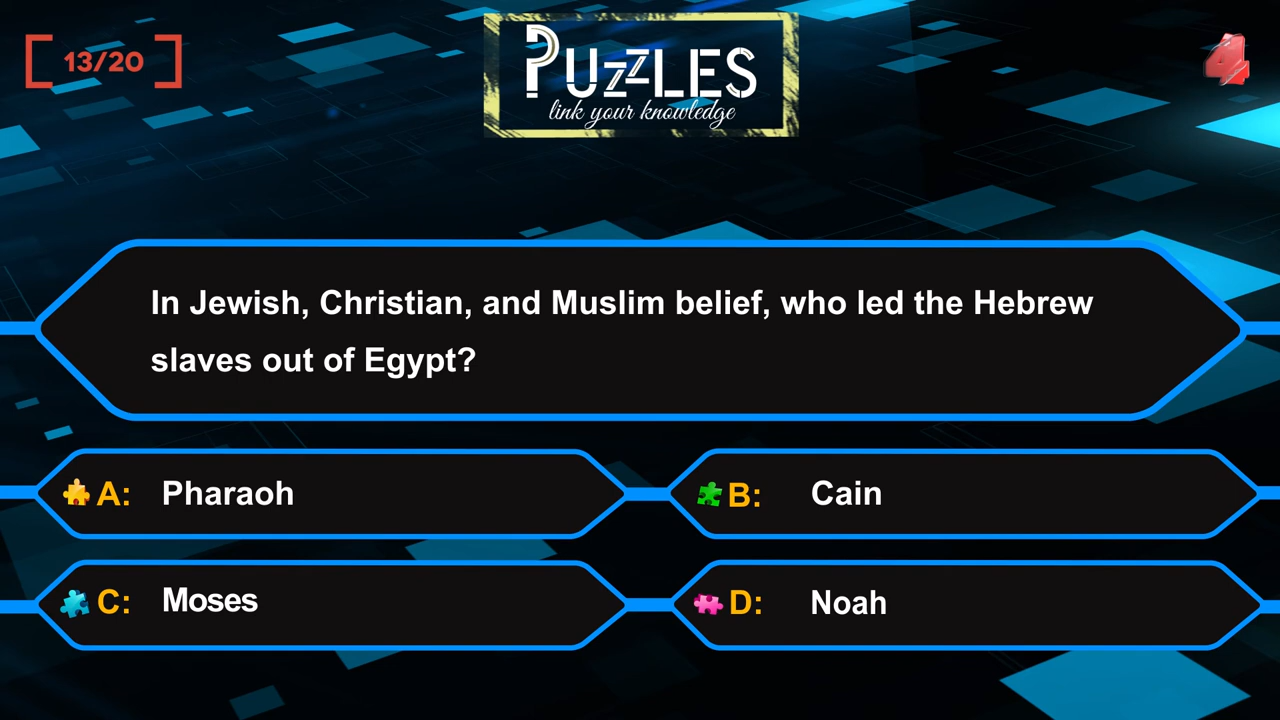 13/20
PUZZLES
link your knowledge
4
In Jewish, Christian, and Muslim belief, who led the Hebrew
slaves out of Egypt?
A: Pharaoh
B: Cain
C: Moses
D: Noah